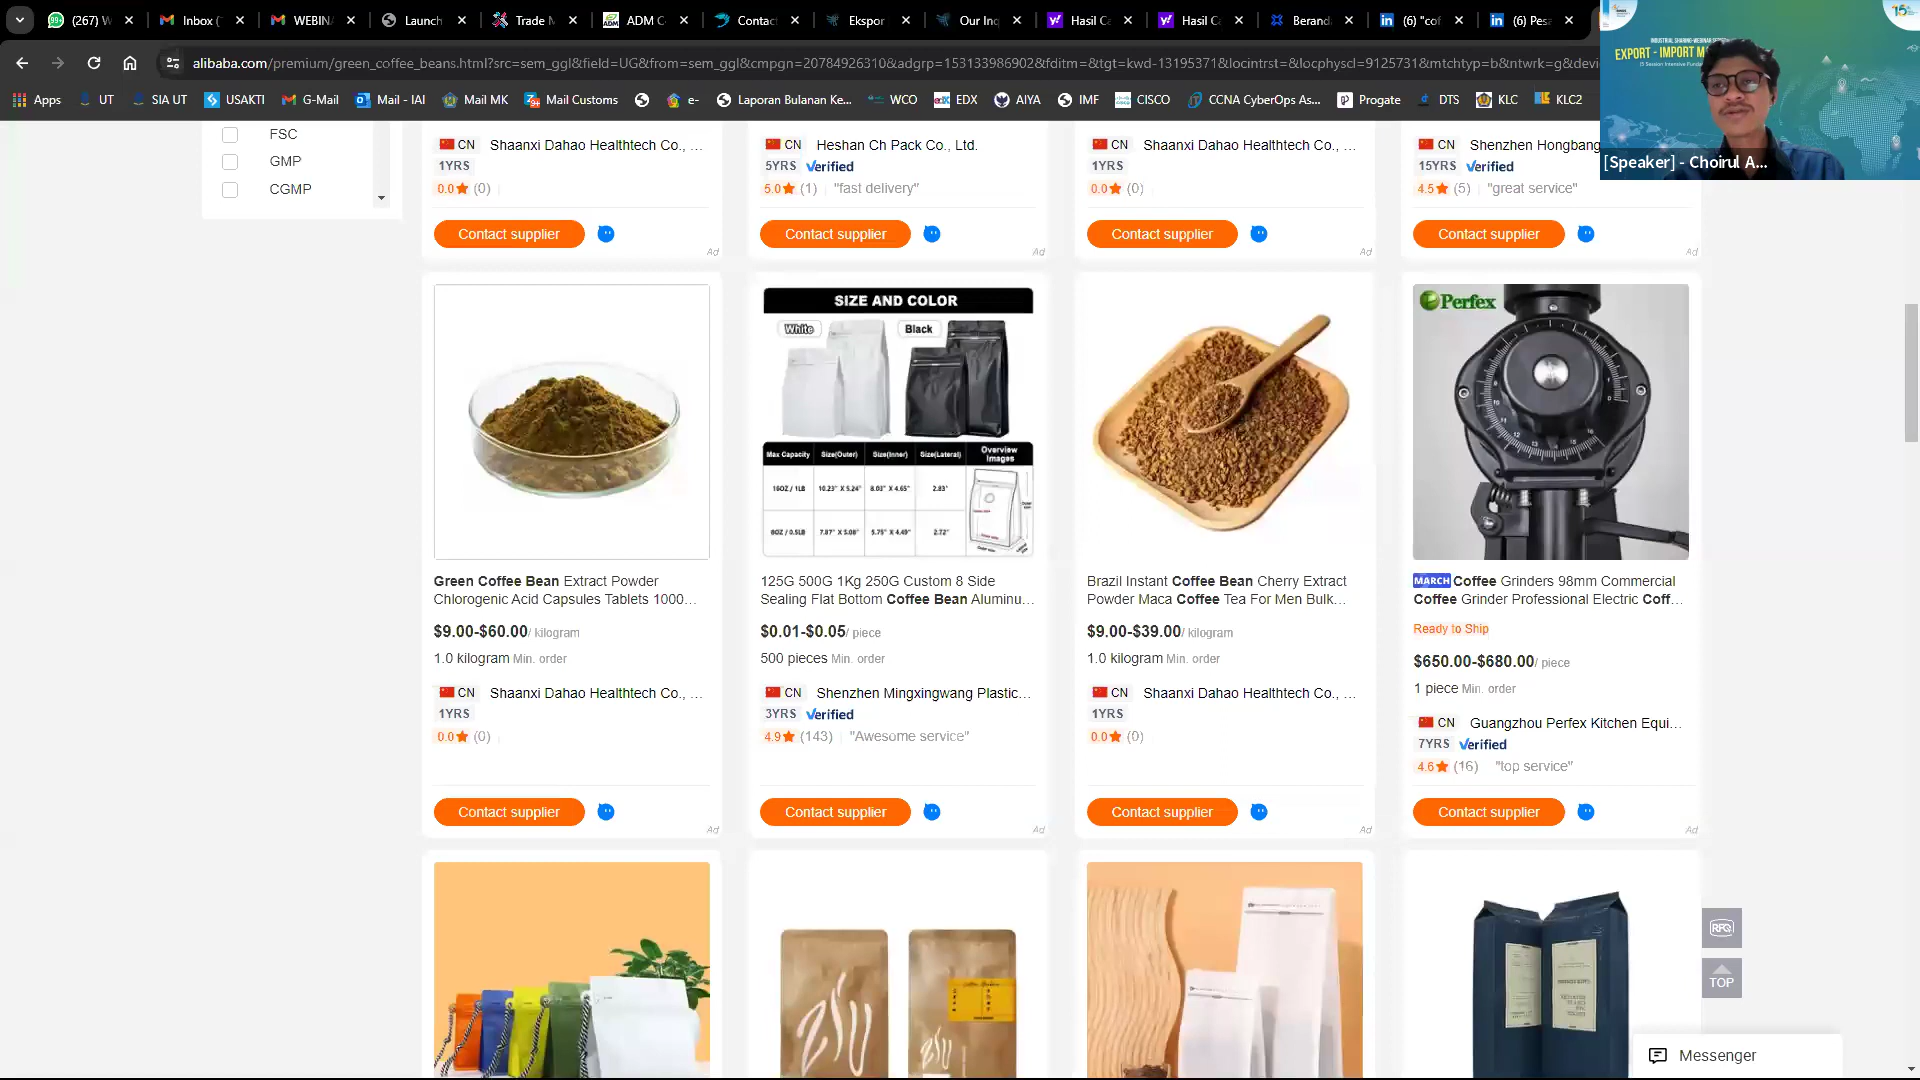 (267) W
Inbox (
WEBIN
Launch
Trade M
ADM C
Contac
Ekspor
Our Inq
Hasil Ca
Hasil Ca
Berand
(6) "cof
(6) Pes
alibaba.com/premium/green_coffee_beans.html?src=sem_ggl&field=UG&from=sem_ggl&cmpgn=20784926310&adgrp=153133986902&fditm=&tgt=kwd-13195371&locintrst=&locphyscl=9125731&mtchtyp=b&ntwrk=g&devi
Apps
UT
SIA UT
USAKTI
G-Mail
Mail - IAI
Mail MK
Mail Customs
e-
Laporan Bulanan Ke...
WCO
EDX
AIYA
IMF
CISCO
CCNA CyberOps As...
Progate
DTS
KLC
KLC2
EXPORT - IMPORT M
[Speaker] - Choirul A...
FSC
GMP
CGMP
CN Shaanxi Dahao Healthtech Co., ...
1YRS
0.0 (0)
Contact supplier
Ad
CN Heshan Ch Pack Co., Ltd.
5YRS Verified
5.0 (1) "fast delivery"
Contact supplier
Ad
CN Shaanxi Dahao Healthtech Co., ...
1YRS
0.0 (0)
Contact supplier
Ad
CN Shenzhen Hongbang
15YRS Verified
4.5 (5) "great service"
Contact supplier
Ad
Green Coffee Bean Extract Powder
Chlorogenic Acid Capsules Tablets 1000...
$9.00-$60.00/ kilogram
1.0 kilogram Min. order
CN Shaanxi Dahao Healthtech Co., ...
1YRS
0.0 (0)
Contact supplier
Ad
SIZE AND COLOR
White
Black
Max Capacity Size(Outer) Size(Inner) Size(Lateral) Overview Images
16OZ / 1LB 10.23" X 5.24" 8.03" X 4.65" 2.83"
8OZ / 0.5LB 7.87" X 5.08" 5.75" X 4.49" 2.72"
125G 500G 1Kg 250G Custom 8 Side
Sealing Flat Bottom Coffee Bean Aluminu...
$0.01-$0.05/ piece
500 pieces Min. order
CN Shenzhen Mingxingwang Plastic...
3YRS Verified
4.9 (143) "Awesome service"
Contact supplier
Ad
Brazil Instant Coffee Bean Cherry Extract
Powder Maca Coffee Tea For Men Bulk...
$9.00-$39.00/ kilogram
1.0 kilogram Min. order
CN Shaanxi Dahao Healthtech Co., ...
1YRS
0.0 (0)
Contact supplier
Ad
Perfex
MARCH Coffee Grinders 98mm Commercial
Coffee Grinder Professional Electric Coff...
Ready to Ship
$650.00-$680.00/ piece
1 piece Min. order
CN Guangzhou Perfex Kitchen Equi...
7YRS Verified
4.6 (16) "top service"
Contact supplier
Ad
RFQ
TOP
Messenger